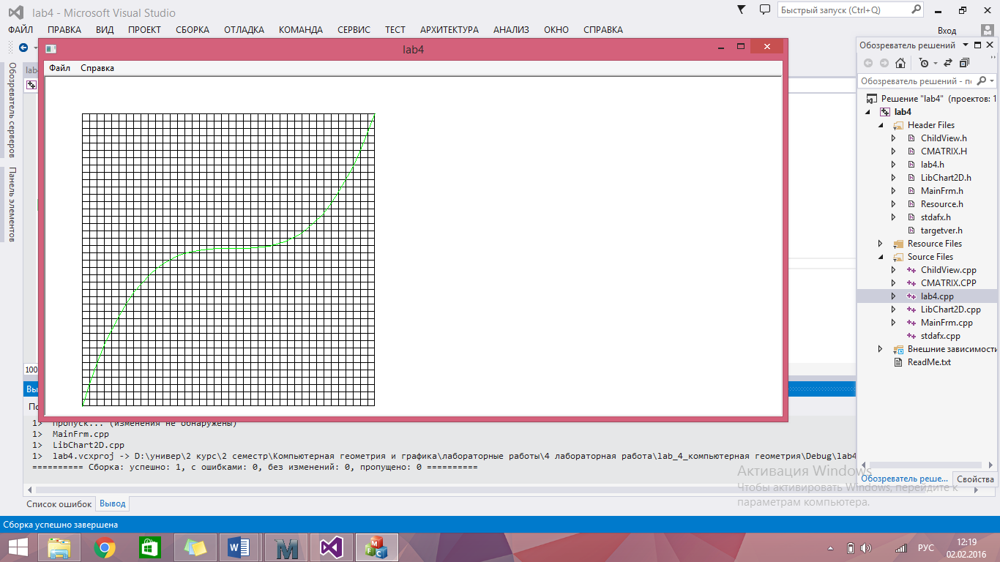 lab4 - Microsoft Visual Studio
Быстрый запуск (Ctrl+Q)
ФАЙЛ ПРАВКА ВИД ПРОЕКТ СБОРКА ОТЛАДКА КОМАНДА СЕРВИС ТЕСТ АРХИТЕКТУРА АНАЛИЗ ОКНО СПРАВКА
Вход
lab4
Файл Справка
Обозреватель серверов
Панель элементов
lab
100
Вы
По
Обозреватель решений
Обозреватель решений - по
Решение "lab4" (проектов: 1
lab4
Header Files
ChildView.h
CMATRIX.H
lab4.h
LibChart2D.h
MainFrm.h
Resource.h
stdafx.h
targetver.h
Resource Files
Source Files
ChildView.cpp
CMATRIX.CPP
lab4.cpp
LibChart2D.cpp
MainFrm.cpp
stdafx.cpp
Внешние зависимости
ReadMe.txt
Обозреватель реше... Свойства
1> Пропуск... (изменения не обнаружены)
1> MainFrm.cpp
1> LibChart2D.cpp
1> lab4.vcxproj -> D:\универ\2 курс\2 семестр\Компьютерная геометрия и графика\лабораторные работы\4 лабораторная работа\lab_4_компьютерная геометрия\Debug\lab4
========== Сборка: успешно: 1, с ошибками: 0, без изменений: 0, пропущено: 0 ==========
Активация Windows
Чтобы активировать Windows, перейдите к
параметрам компьютера.
Список ошибок Вывод
Сборка успешно завершена
РУС
12:19
02.02.2016